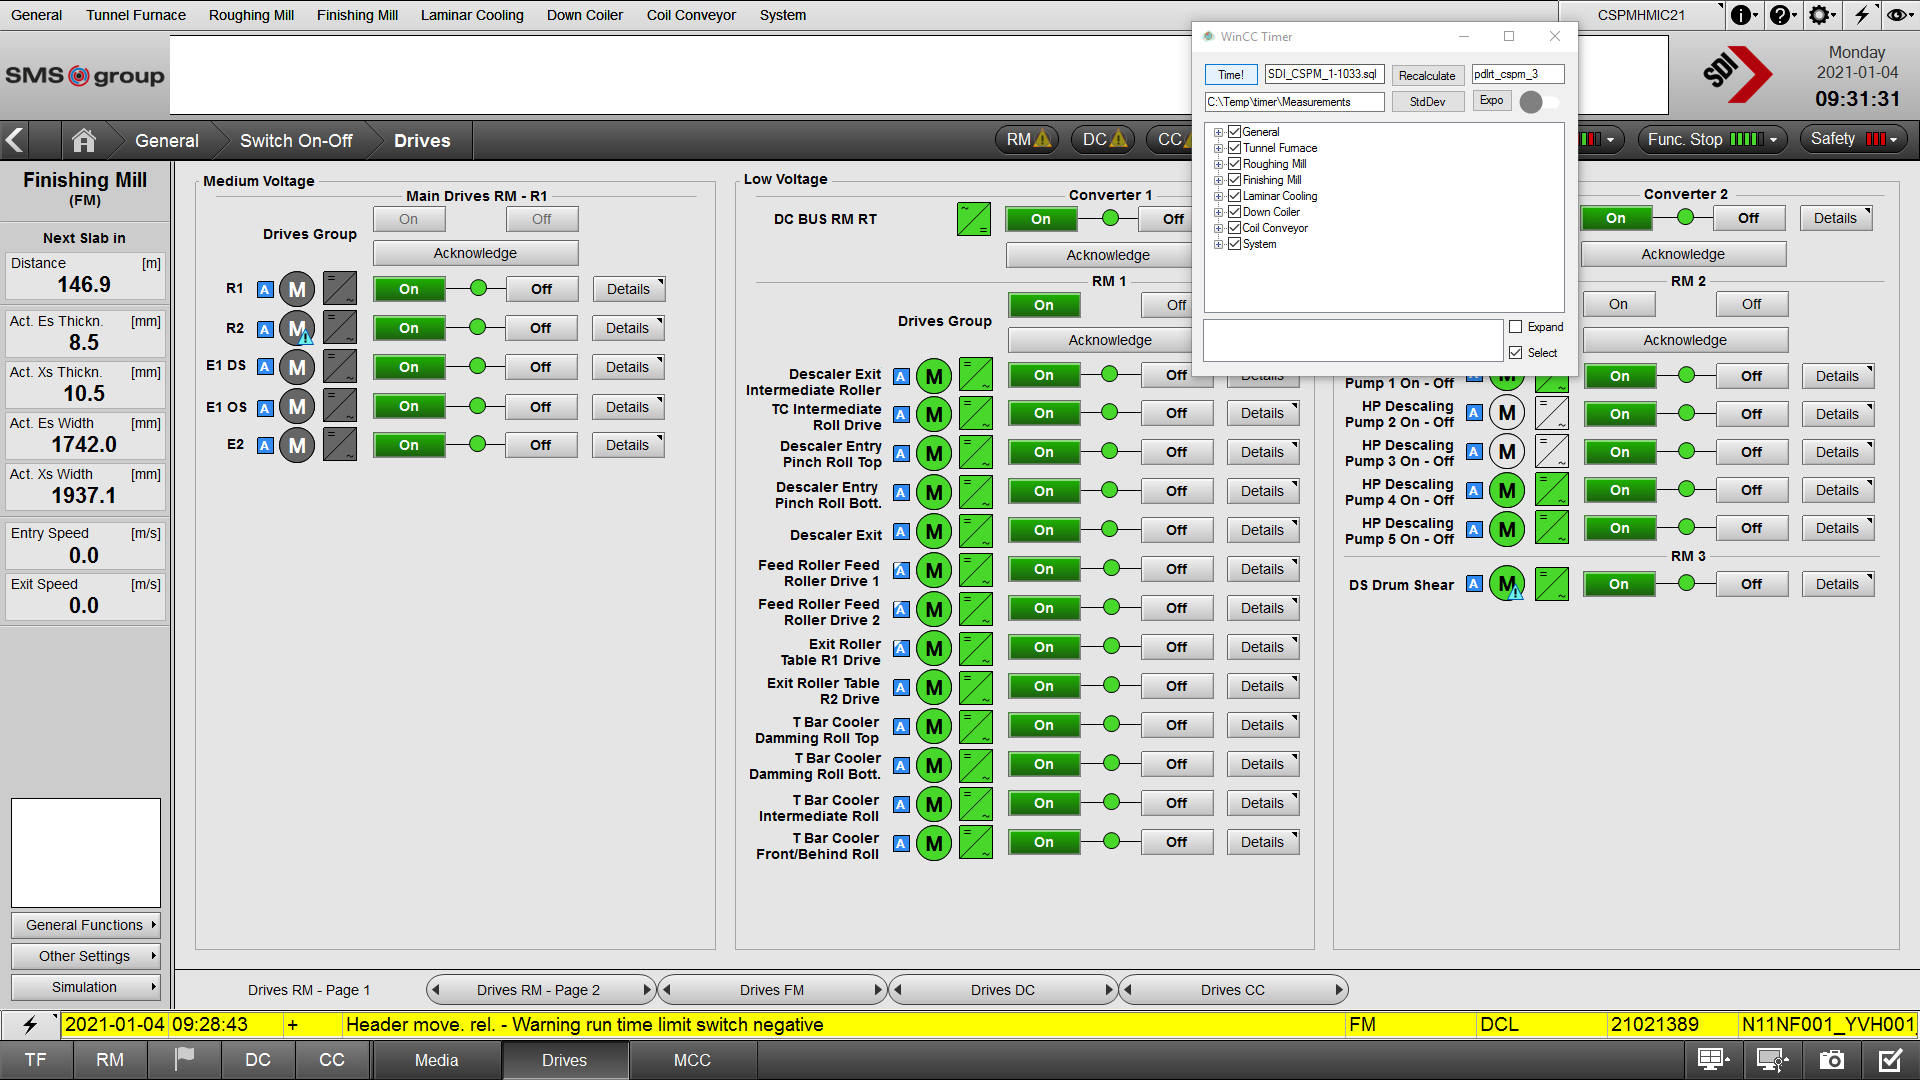 General Tunnel Furnace Roughing Mill Finishing Mill Laminar Cooling Down Coiler Coil Conveyor System CSPMHMIC21
SMS group
SDI
Monday
2021-01-04
09:31:31
WinCC Timer
Time! SDI_CSPM_1-1033.sql Recalculate pdlrt_cspm_3
C:\Temp\timer\Measurements StdDev Expo
General
Tunnel Furnace
Roughing Mill
Finishing Mill
Laminar Cooling
Down Coiler
Coil Conveyor
System
Expand
Select
General Switch On-Off Drives RM DC CC Func. Stop Safety
Finishing Mill
(FM)
Next Slab in
Distance [m]
146.9
Act. Es Thickn. [mm]
8.5
Act. Xs Thickn. [mm]
10.5
Act. Es Width [mm]
1742.0
Act. Xs Width [mm]
1937.1
Entry Speed [m/s]
0.0
Exit Speed [m/s]
0.0
General Functions
Other Settings
Simulation
Medium Voltage
Main Drives RM - R1
On Off
Drives Group
Acknowledge
R1 A M On Off Details
R2 A M On Off Details
E1 DS A M On Off Details
E1 OS A M On Off Details
E2 A M On Off Details
Low Voltage
Converter 1
DC BUS RM RT On Off
Acknowledge
RM 1
On Off
Drives Group
Acknowledge
Descaler Exit
Intermediate Roller A M On Off Details
TC Intermediate
Roll Drive A M On Off Details
Descaler Entry
Pinch Roll Top A M On Off Details
Descaler Entry
Pinch Roll Bott. A M On Off Details
Descaler Exit A M On Off Details
Feed Roller Feed
Roller Drive 1 A M On Off Details
Feed Roller Feed
Roller Drive 2 A M On Off Details
Exit Roller
Table R1 Drive A M On Off Details
Exit Roller Table
R2 Drive A M On Off Details
T Bar Cooler
Damming Roll Top A M On Off Details
T Bar Cooler
Damming Roll Bott. A M On Off Details
T Bar Cooler
Intermediate Roll A M On Off Details
T Bar Cooler
Front/Behind Roll A M On Off Details
Converter 2
On Off Details
Acknowledge
RM 2
On Off
Acknowledge
Pump 1 On - Off A M On Off Details
HP Descaling
Pump 2 On - Off A M On Off Details
HP Descaling
Pump 3 On - Off A M On Off Details
HP Descaling
Pump 4 On - Off A M On Off Details
HP Descaling
Pump 5 On - Off A M On Off Details
RM 3
DS Drum Shear A M On Off Details
Drives RM - Page 1 Drives RM - Page 2 Drives FM Drives DC Drives CC
2021-01-04 09:28:43 + Header move. rel. - Warning run time limit switch negative FM DCL 21021389 N11NF001_YVH001
TF RM DC CC Media Drives MCC